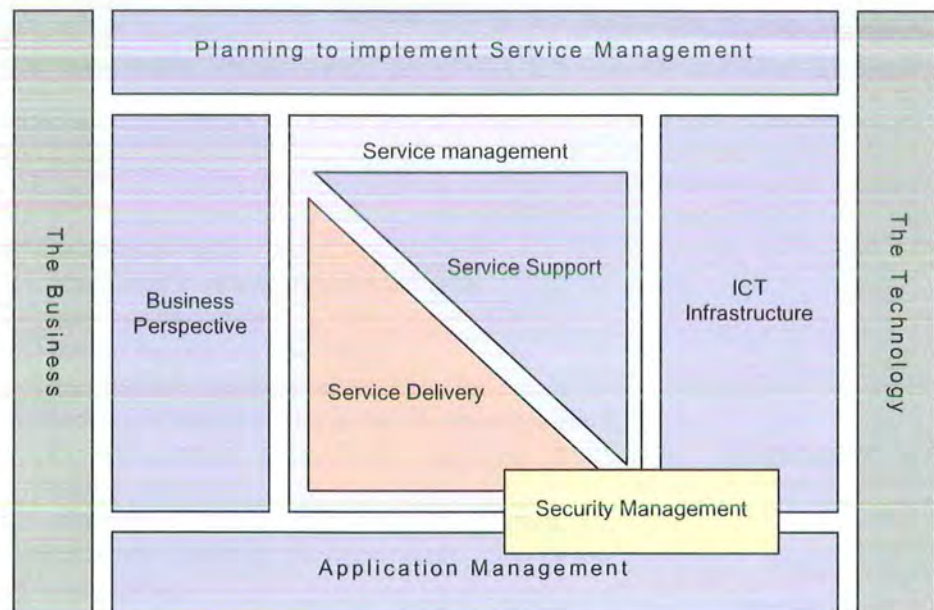 Planning to implement Service Management
The Business
Business
Perspective
Service management
Service Support
Service Delivery
ICT
Infrastructure
The Technology
Security Management
Application Management